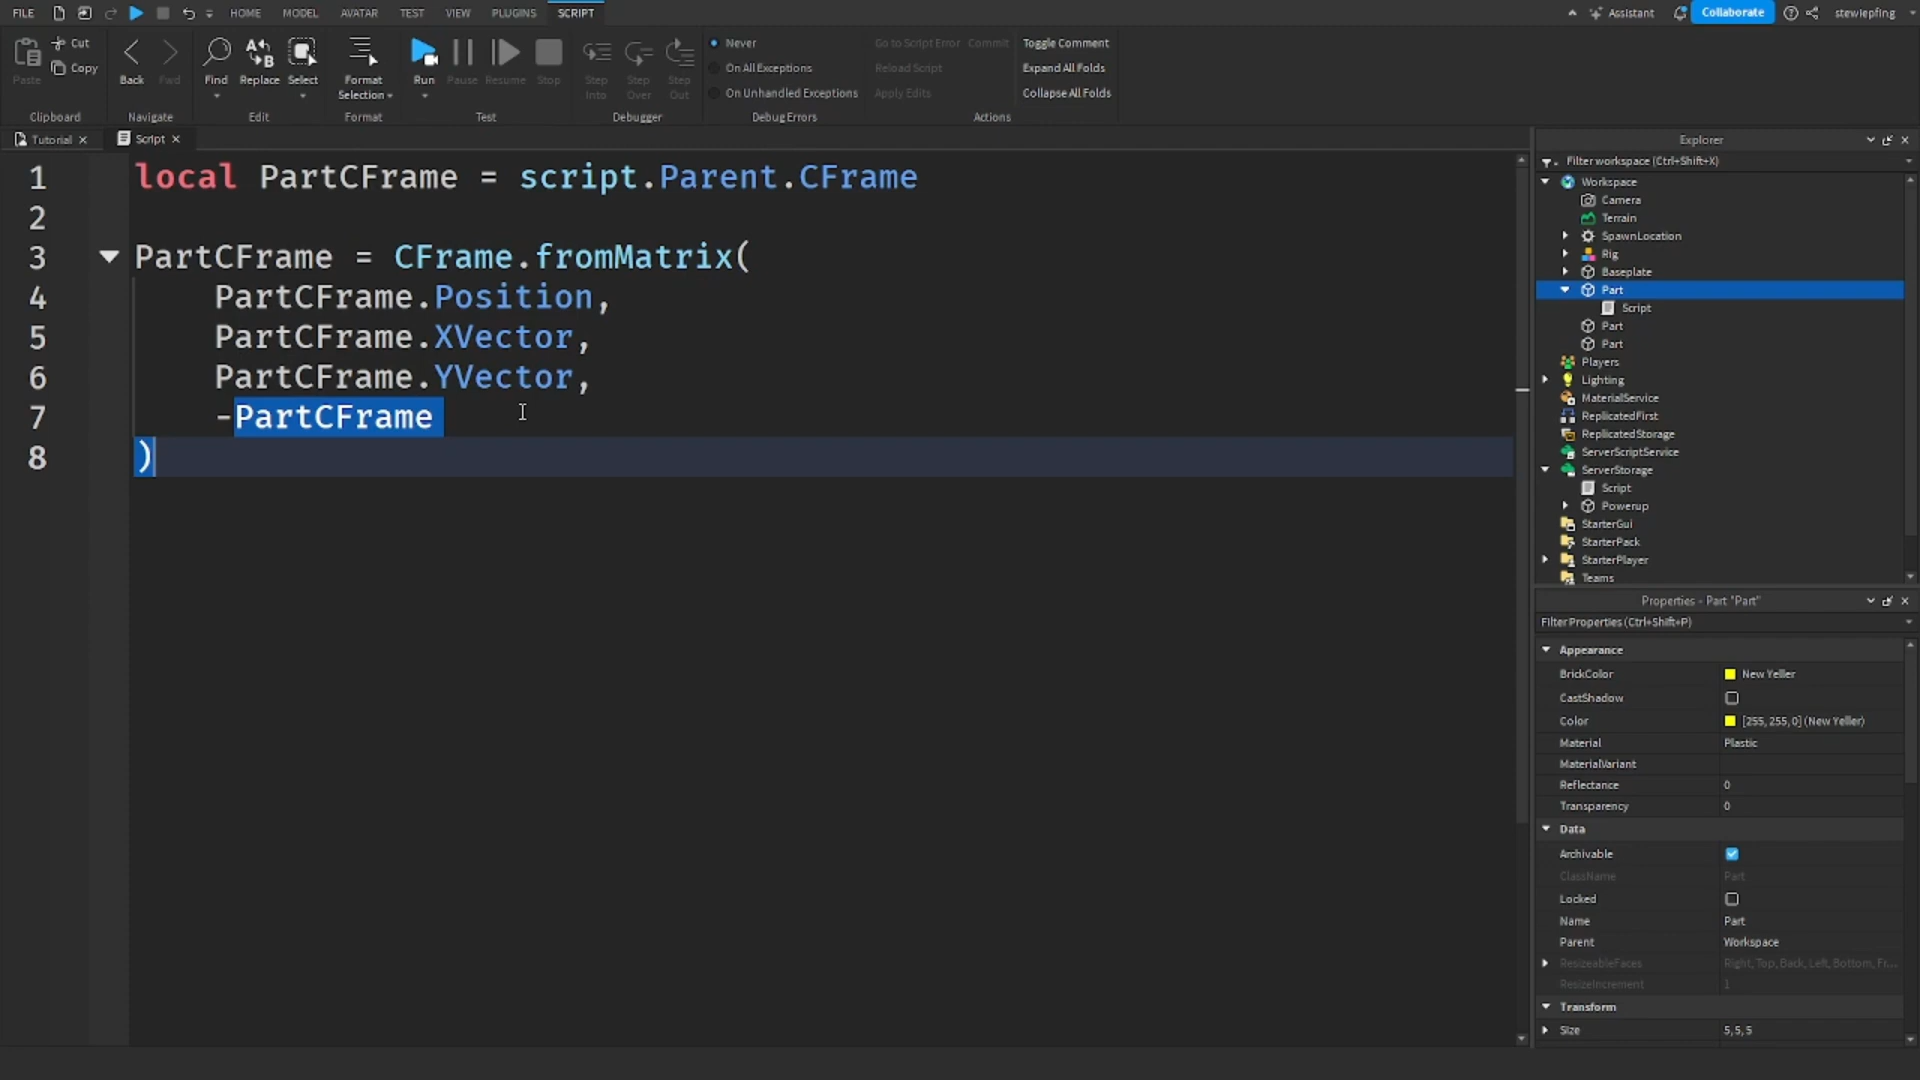 FILE HOME MODEL AVATAR TEST VIEW PLUGINS SCRIPT Assistant Collaborate stewiepfing
Paste Cut Copy Back Fwd Find Replace Select Format Selection Run Pause Resume Stop Step Into Step Over Step Out
Never Go to Script Error Commit Toggle Comment
On All Exceptions Reload Script Expand All Folds
On Unhandled Exceptions Apply Edits Collapse All Folds
Clipboard Navigate Edit Format Test Debugger Debug Errors Actions
Tutorial × Script ×
1 local PartCFrame = script.Parent.CFrame
2
3 PartCFrame = CFrame.fromMatrix(
4 PartCFrame.Position,
5 PartCFrame.XVector,
6 PartCFrame.YVector,
7 -PartCFrame
8 )
Explorer
Filter workspace (Ctrl+Shift+X)
Workspace
Camera
Terrain
SpawnLocation
Rig
Baseplate
Part
Script
Part
Part
Players
Lighting
MaterialService
ReplicatedFirst
ReplicatedStorage
ServerScriptService
ServerStorage
Script
Powerup
StarterGui
StarterPack
StarterPlayer
Teams
Properties - Part "Part"
Filter Properties (Ctrl+Shift+P)
Appearance
BrickColor New Yeller
CastShadow
Color [255, 255, 0] (New Yeller)
Material Plastic
MaterialVariant
Reflectance 0
Transparency 0
Data
Archivable
ClassName Part
Locked
Name Part
Parent Workspace
ResizeableFaces Right, Top, Back, Left, Bottom, Fr...
ResizeIncrement 1
Transform
Size 5, 5, 5